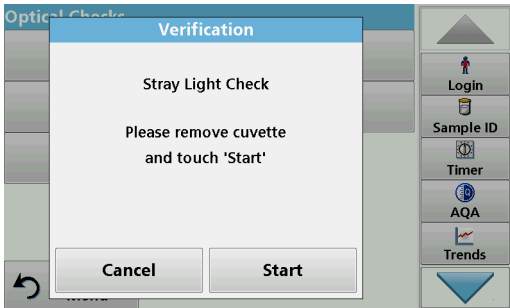 Optical Checks
Verification
Stray Light Check
Please remove cuvette
and touch 'Start'
Cancel
Start
Menu
Login
Sample ID
Timer
AQA
Trends